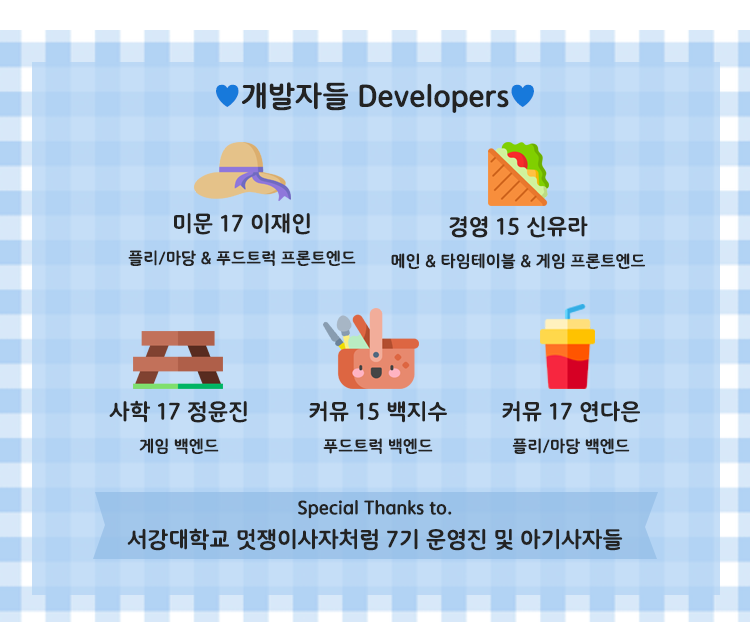 개발자들 Developers
미문 17 이재인
플리/마당 & 푸드트럭 프론트엔드
경영 15 신유라
메인 & 타임테이블 & 게임 프론트엔드
사학 17 정윤진
게임 백엔드
커뮤 15 백지수
푸드트럭 백엔드
커뮤 17 연다은
플리/마당 백엔드
Special Thanks to.
서강대학교 멋쟁이사자처럼 7기 운영진 및 아기사자들